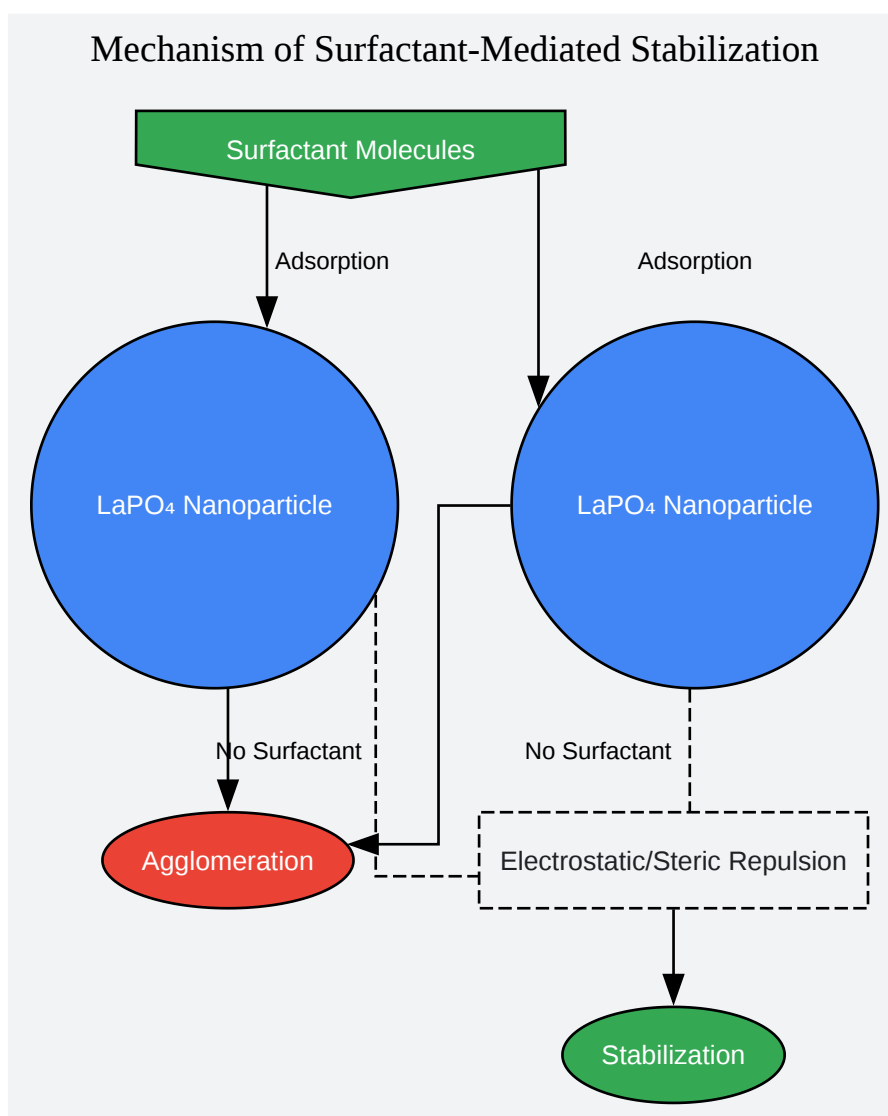 Mechanism of Surfactant-Mediated Stabilization
Surfactant Molecules
Adsorption
Adsorption
LaPO₄ Nanoparticle
LaPO₄ Nanoparticle
No Surfactant
No Surfactant
Agglomeration
Electrostatic/Steric Repulsion
Stabilization